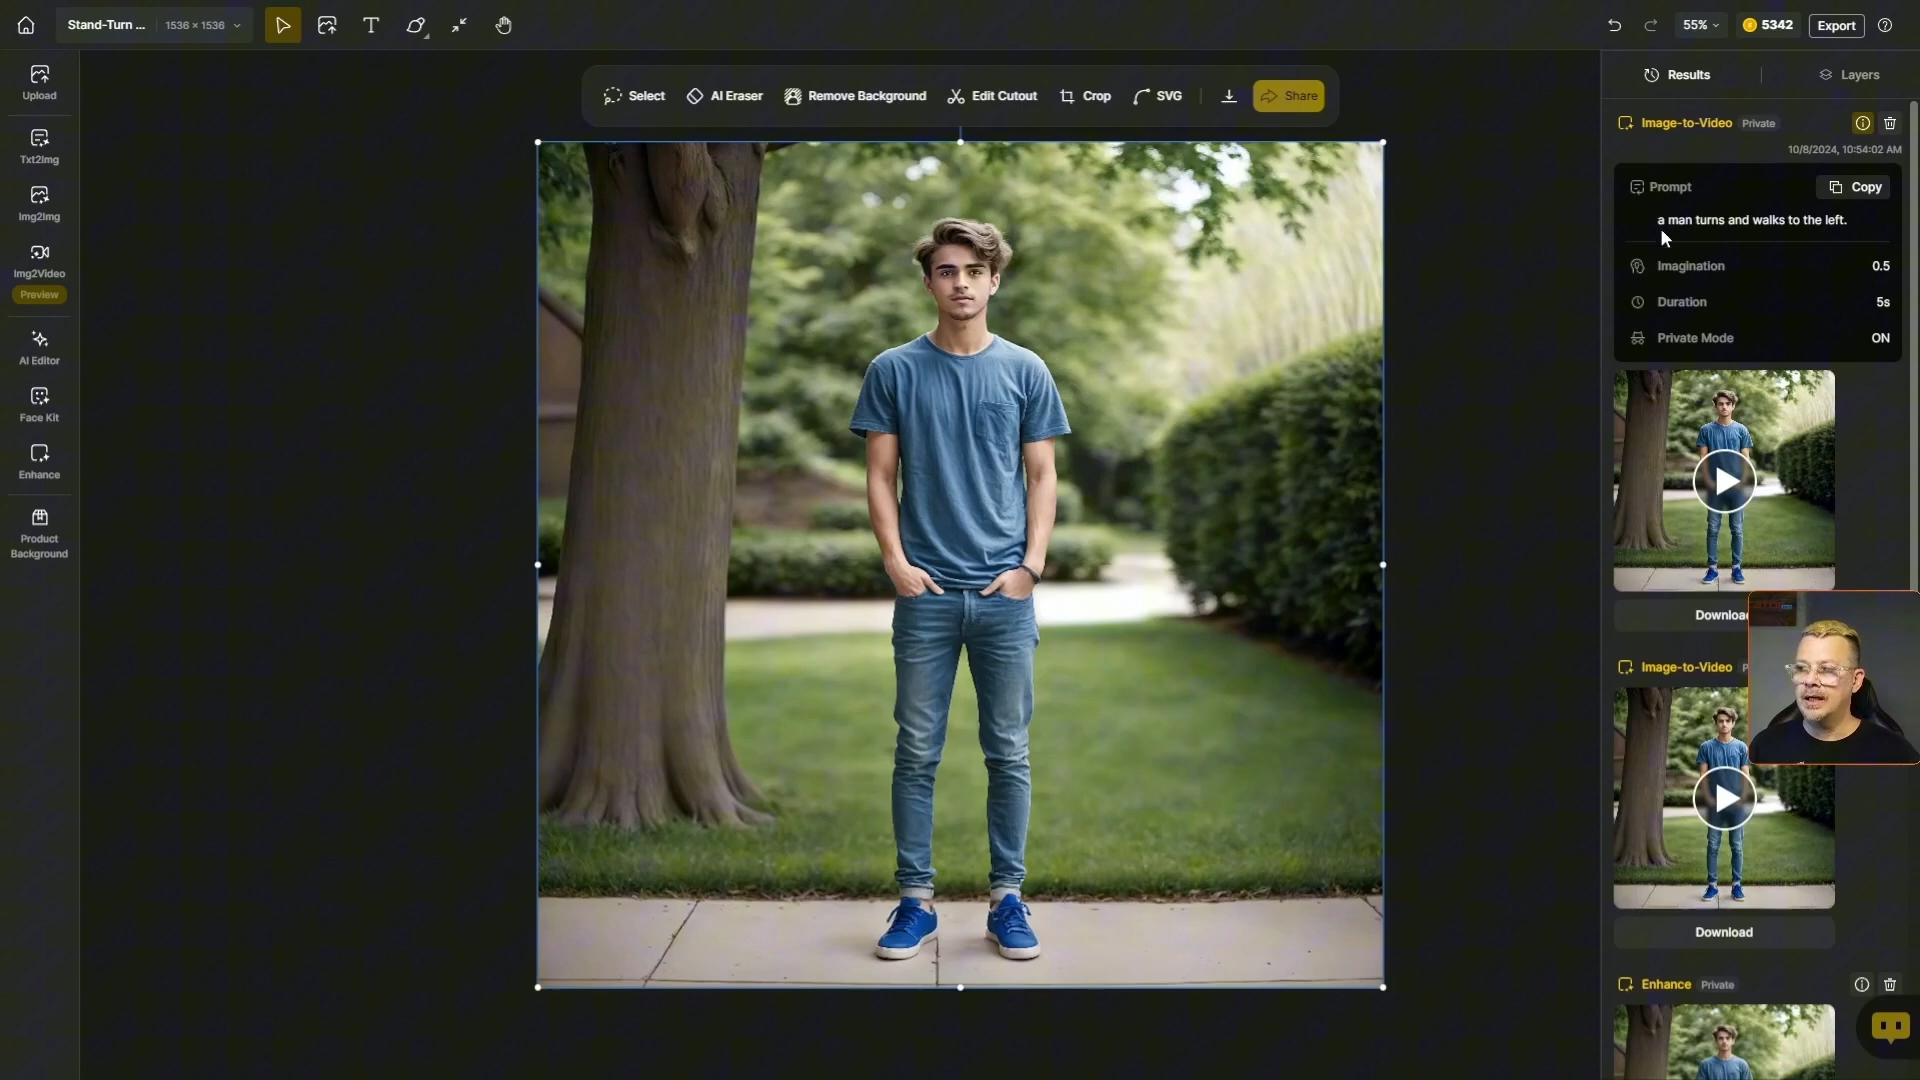 Stand-Turn ... 1536 × 1536
55% 5342 Export
Upload
Txt2Img
Img2Img
Img2Video
Preview
AI Editor
Face Kit
Enhance
Product
Background
Select AI Eraser Remove Background Edit Cutout Crop SVG Share
Results Layers
Image-to-Video Private
10/8/2024, 10:54:02 AM
Prompt Copy
a man turns and walks to the left.
Imagination 0.5
Duration 5s
Private Mode ON
Download
Image-to-Video
Download
Enhance Private